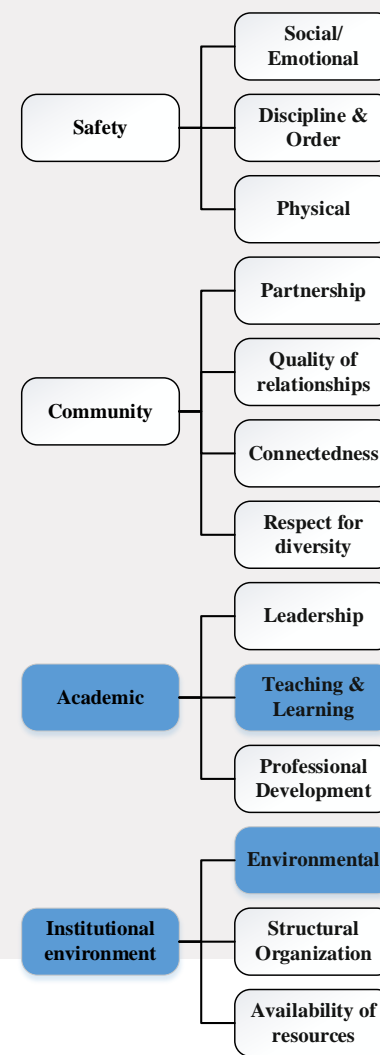 Safety
Social/
Emotional
Discipline &
Order
Physical
Community
Partnership
Quality of
relationships
Connectedness
Respect for
diversity
Academic
Leadership
Teaching &
Learning
Professional
Development
Institutional
environment
Environmental
Structural
Organization
Availability of
resources